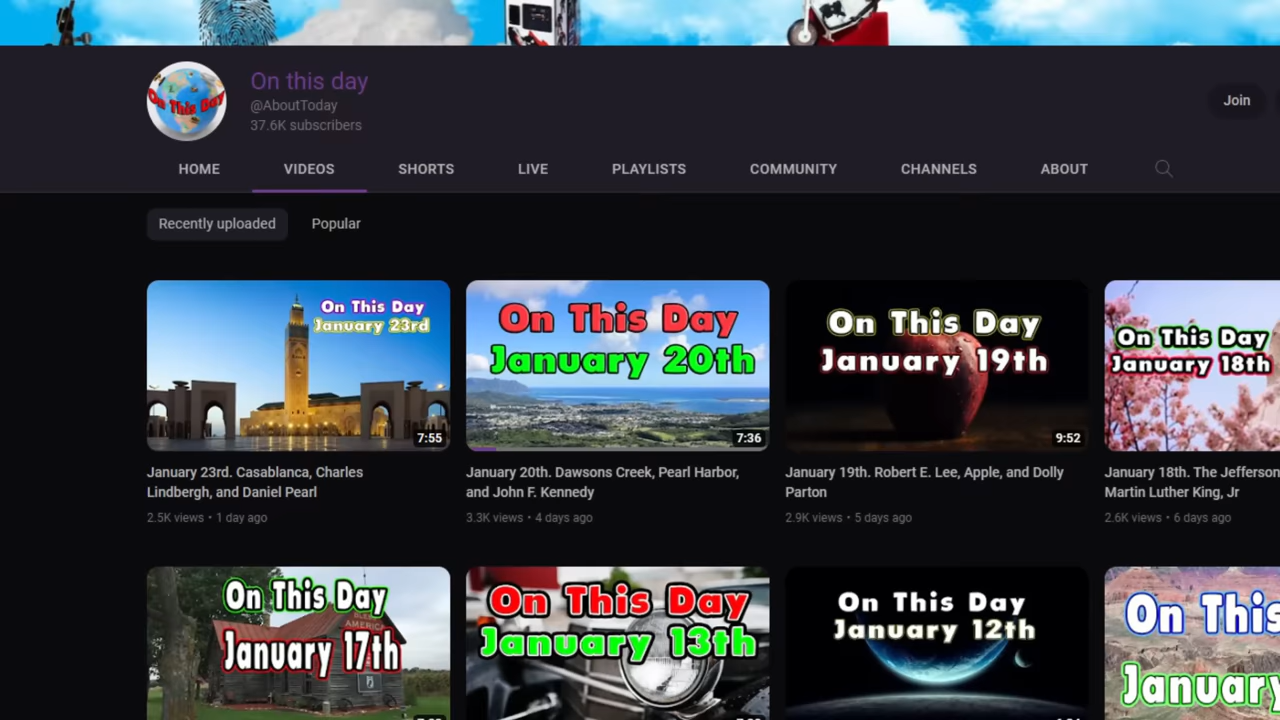 On This Day
On this day
@AboutToday
37.6K subscribers
Join
HOME
VIDEOS
SHORTS
LIVE
PLAYLISTS
COMMUNITY
CHANNELS
ABOUT
Recently uploaded
Popular
On This Day
January 23rd
7:55
On This Day
January 20th
7:36
On This Day
January 19th
9:52
On This Day
January 18th
January 23rd. Casablanca, Charles
Lindbergh, and Daniel Pearl
2.5K views • 1 day ago
January 20th. Dawsons Creek, Pearl Harbor,
and John F. Kennedy
3.3K views • 4 days ago
January 19th. Robert E. Lee, Apple, and Dolly
Parton
2.9K views • 5 days ago
January 18th. The Jefferson
Martin Luther King, Jr
2.6K views • 6 days ago
On This Day
January 17th
AMERICA
On This Day
January 13th
On This Day
January 12th
On This
January